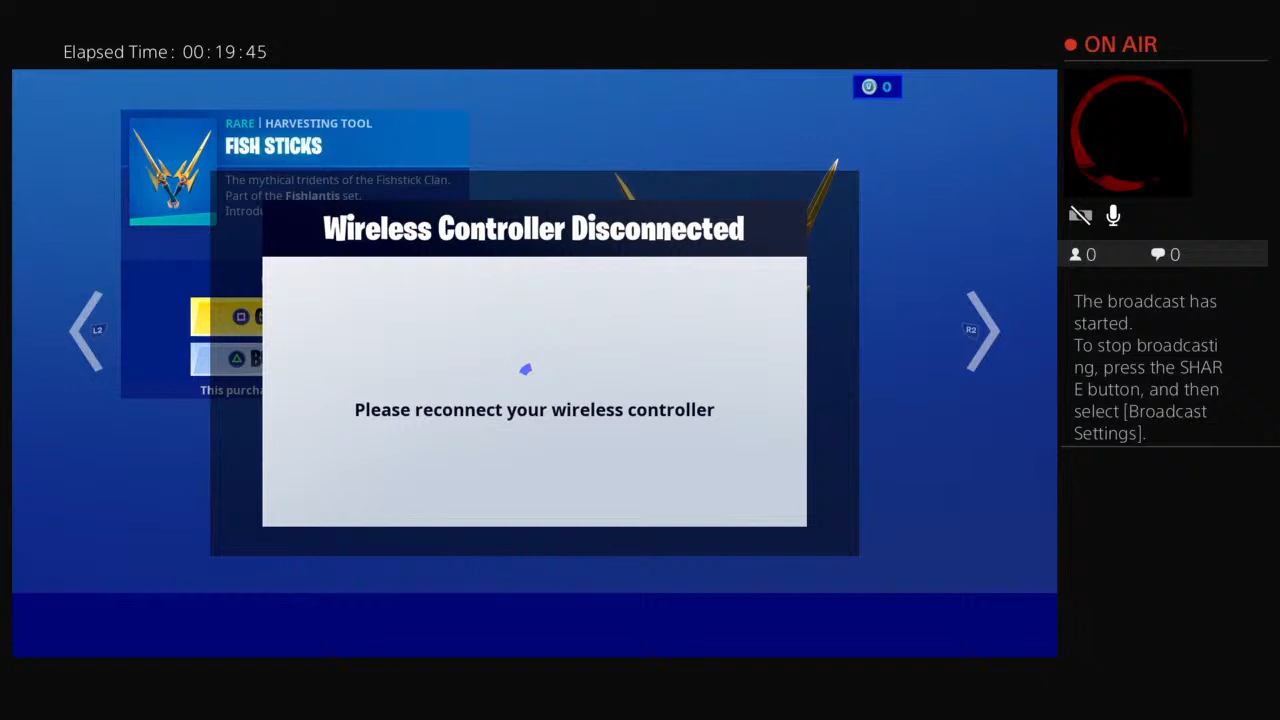 Elapsed Time: 00:19:45
ON AIR
0
RARE | HARVESTING TOOL
FISH STICKS
The mythical tridents of the Fishstick Clan.
Part of the Fishlantis set.
Wireless Controller Disconnected
L2
R2
Please reconnect your wireless controller
This
0
0
The broadcast has
started.
To stop broadcasti
ng, press the SHAR
E button, and then
select [Broadcast
Settings].